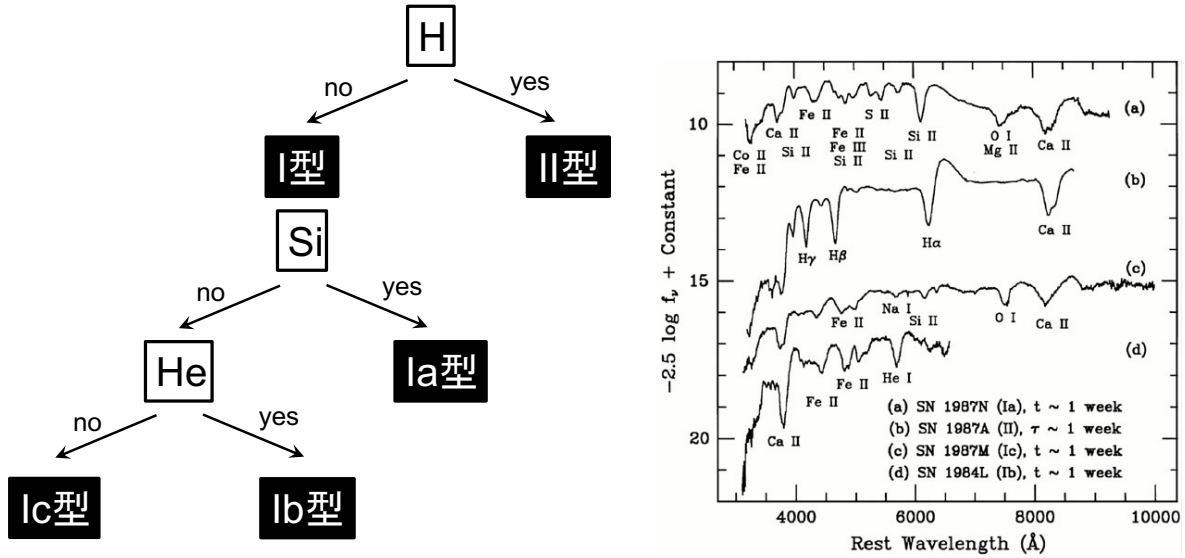 H
no
yes
I型
II型
Si
no
yes
He
Ia型
no
yes
Ic型
Ib型
-2.5 log fν + Constant
10
15
20
(a)
Fe II
S II
Ca II
Fe II
Si II
Si II
Fe III
Si II
Si II
O I
Mg II
Ca II
Co II
Fe II
(b)
Hγ
Hβ
Hα
Ca II
(c)
Na I
Fe II
Si II
O I
Ca II
(d)
He I
Fe II
Fe II
Ca II
(a) SN 1987N (Ia), t ~ 1 week
(b) SN 1987A (II), τ ~ 1 week
(c) SN 1987M (Ic), t ~ 1 week
(d) SN 1984L (Ib), t ~ 1 week
4000
6000
8000
10000
Rest Wavelength (Å)